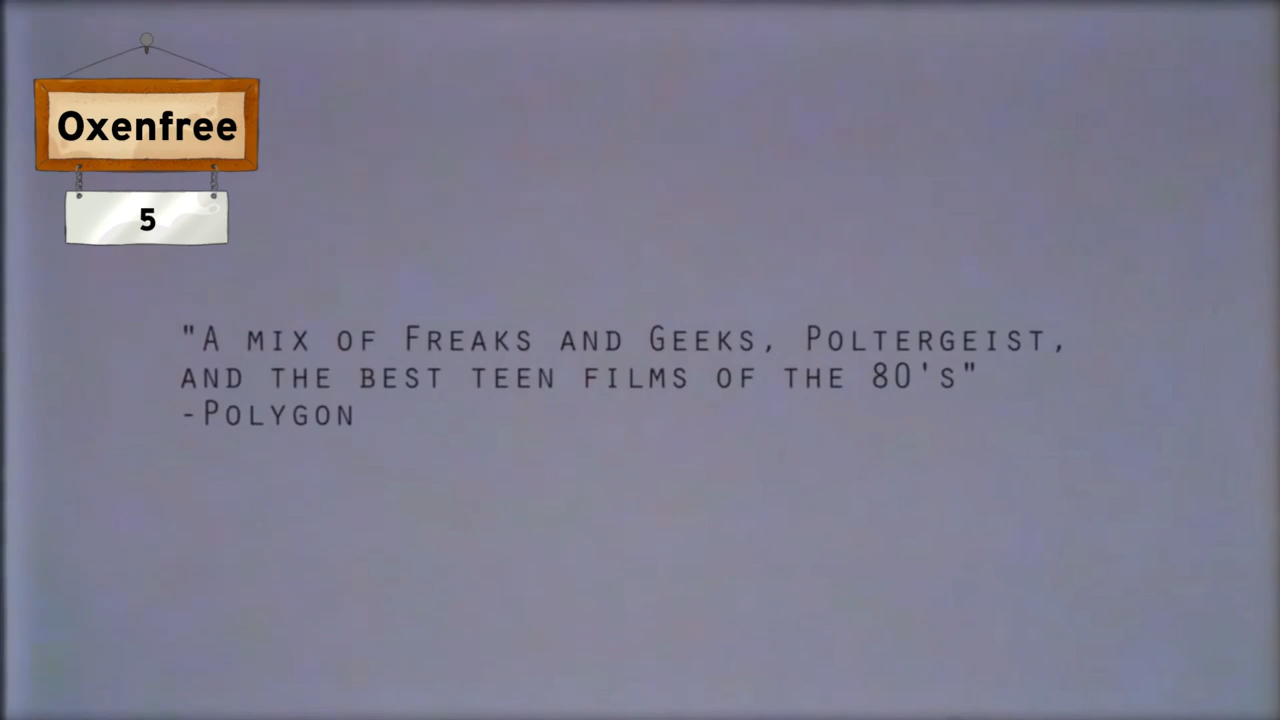 Oxenfree
5
"A MIX OF FREAKS AND GEEKS, POLTERGEIST,
AND THE BEST TEEN FILMS OF THE 80'S"
-POLYGON